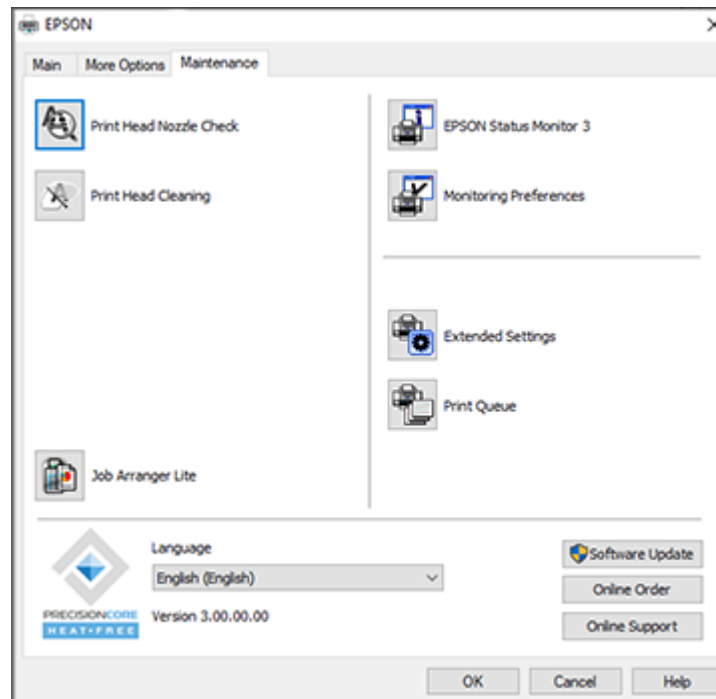 EPSON
Main
More Options
Maintenance
Print Head Nozzle Check
Print Head Cleaning
Job Arranger Lite
EPSON Status Monitor 3
Monitoring Preferences
Extended Settings
Print Queue
PRECISIONCORE
HEAT-FREE
Language
English (English)
Version 3.00.00.00
Software Update
Online Order
Online Support
OK
Cancel
Help